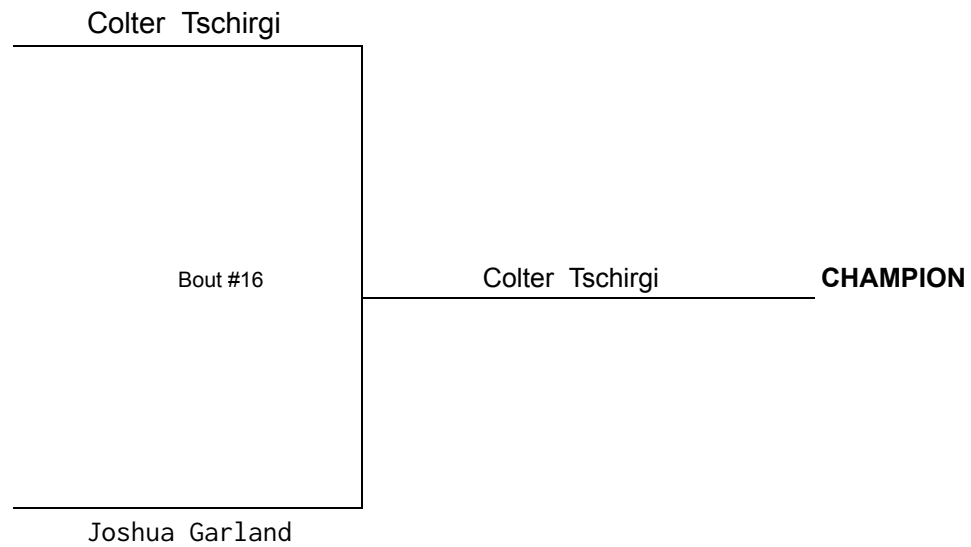 Colter Tschirgi
Bout #16
Colter Tschirgi
CHAMPION
Joshua Garland